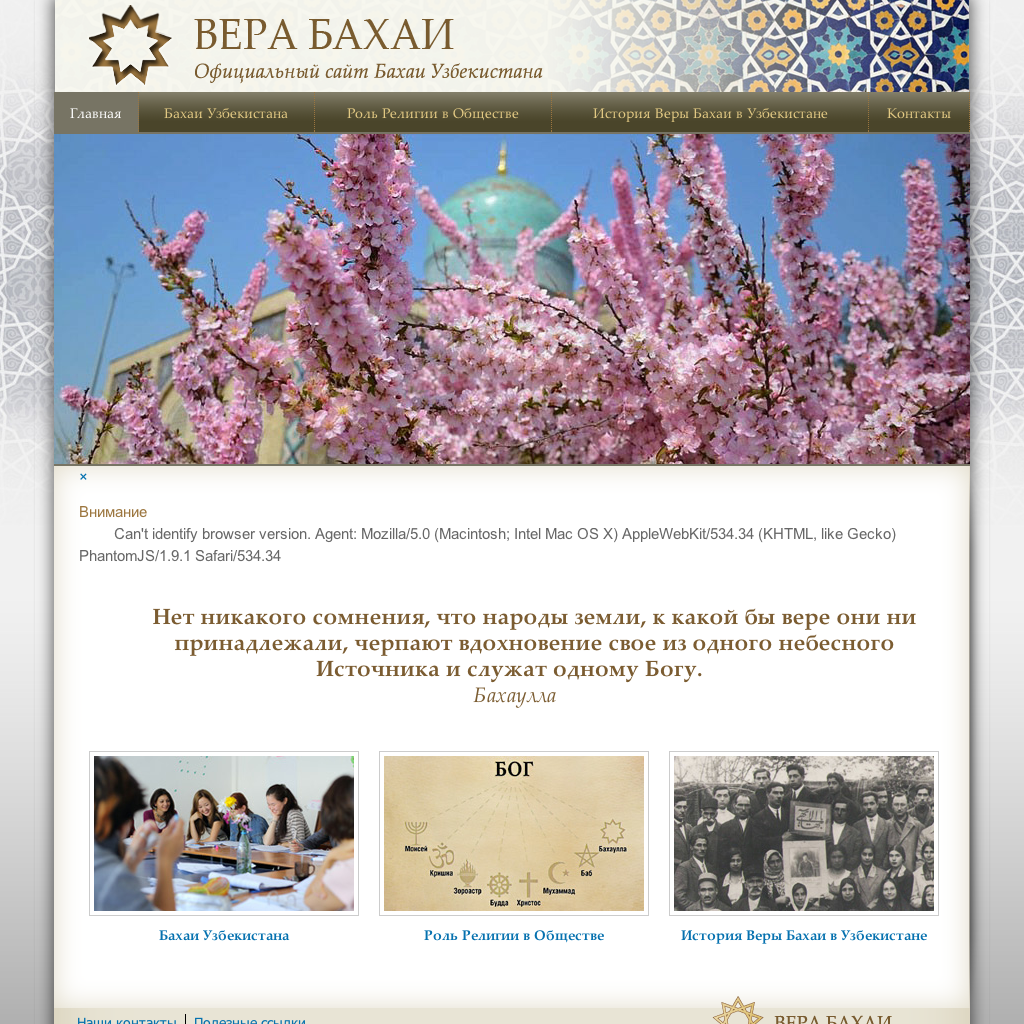 ВЕРА БАХАИ
Официальный сайт Бахаи Узбекистана
Главная
Бахаи Узбекистана
Роль Религии в Обществе
История Веры Бахаи в Узбекистане
Контакты
×
Внимание
Can't identify browser version. Agent: Mozilla/5.0 (Macintosh; Intel Mac OS X) AppleWebKit/534.34 (KHTML, like Gecko)
PhantomJS/1.9.1 Safari/534.34
Нет никакого сомнения, что народы земли, к какой бы вере они ни
принадлежали, черпают вдохновение свое из одного небесного
Источника и служат одному Богу.
Бахаулла
БОГ
Моисей
Кришна
Зороастр
Будда
Христос
Мухаммад
Баб
Бахаулла
Бахаи Узбекистана
Роль Религии в Обществе
История Веры Бахаи в Узбекистане
Наши контакты
Полезные ссылки
ВЕРА БАХАИ